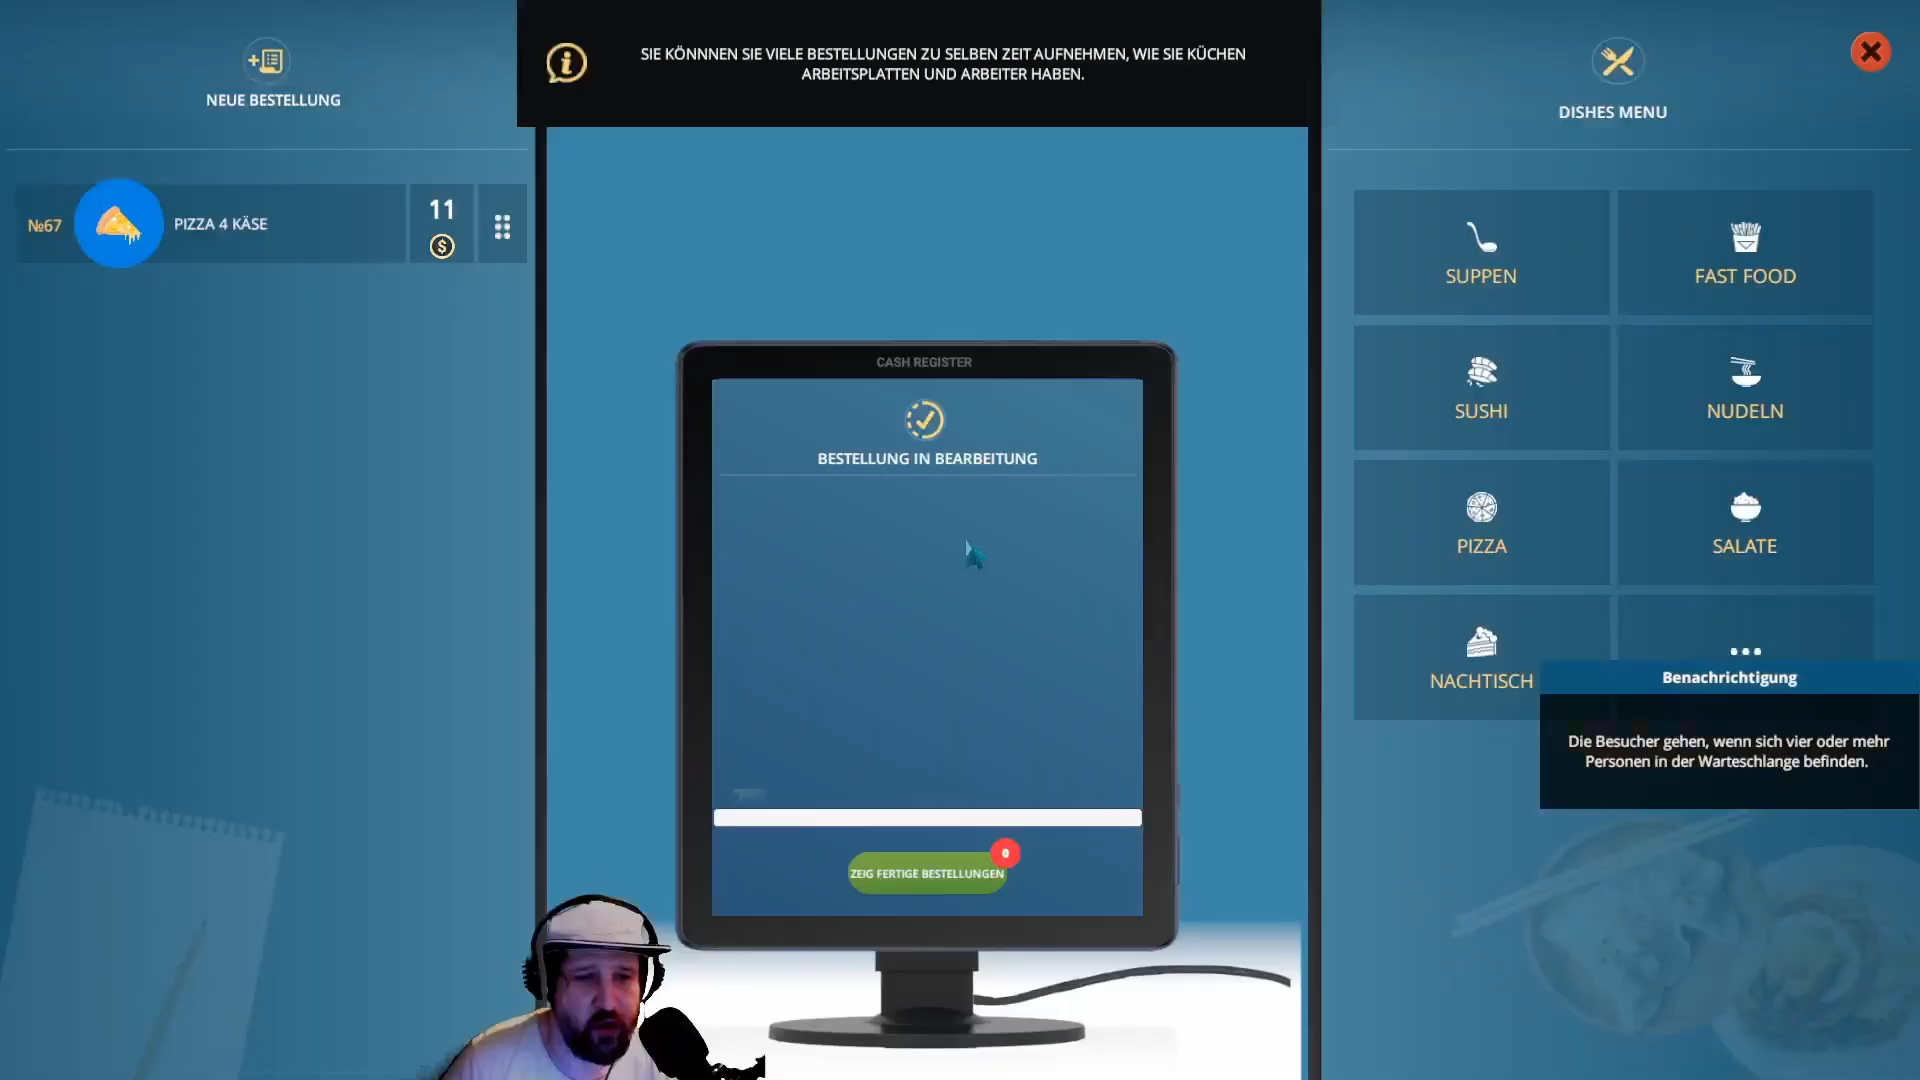 NEUE BESTELLUNG
№67
PIZZA 4 KÄSE
11
SIE KÖNNNEN SIE VIELE BESTELLUNGEN ZU SELBEN ZEIT AUFNEHMEN, WIE SIE KÜCHEN
ARBEITSPLATTEN UND ARBEITER HABEN.
CASH REGISTER
BESTELLUNG IN BEARBEITUNG
0
ZEIG FERTIGE BESTELLUNGEN
DISHES MENU
SUPPEN
FAST FOOD
SUSHI
NUDELN
PIZZA
SALATE
NACHTISCH
Benachrichtigung
Die Besucher gehen, wenn sich vier oder mehr
Personen in der Warteschlange befinden.